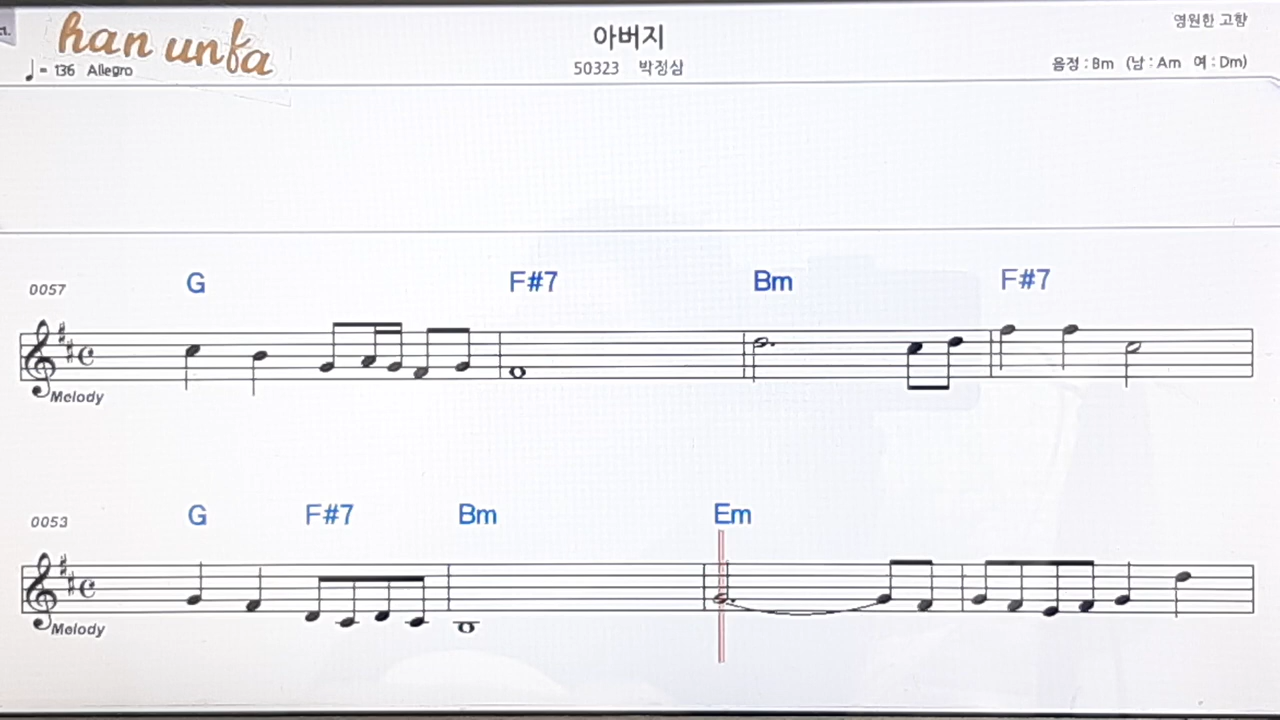 han unfa
아버지
영원한 고향
♩= 136 Allegro
50323 박정삼
음정 : Bm (남 : Am 여 : Dm)
0057 G F#7 Bm F#7
Melody
0053 G F#7 Bm Em
Melody